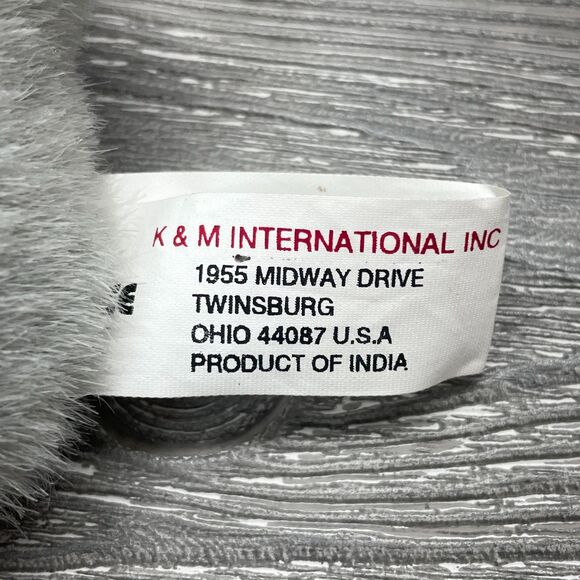 K & M INTERNATIONAL INC
1955 MIDWAY DRIVE
TWINSBURG
OHIO 44087 U.S.A
PRODUCT OF INDIA